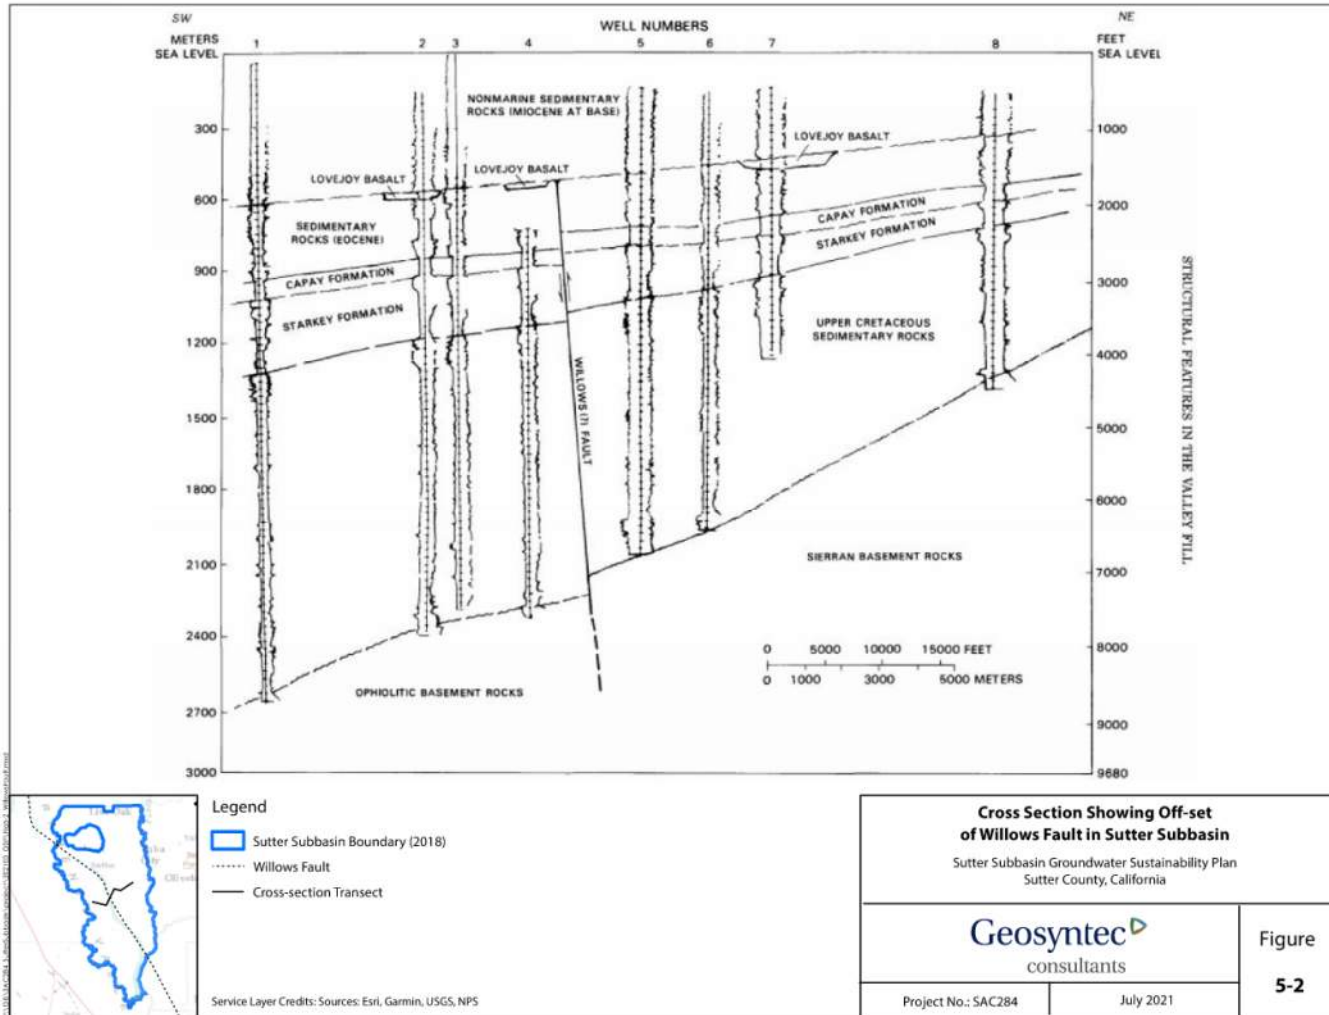 SW
NE
WELL NUMBERS
METERS
SEA LEVEL
FEET
SEA LEVEL
1 2 3 4 5 6 7 8
NONMARINE SEDIMENTARY
ROCKS (MIOCENE AT BASE)
300
1000
LOVEJOY BASALT
LOVEJOY BASALT
LOVEJOY BASALT
600
2000
SEDIMENTARY
ROCKS (EOCENE)
CAPAY FORMATION
STARKEY FORMATION
900
3000
CAPAY FORMATION
STARKEY FORMATION
UPPER CRETACEOUS
SEDIMENTARY ROCKS
1200
4000
WILLOWS (?) FAULT
STRUCTURAL FEATURES IN THE VALLEY FILL
1500
5000
1800
6000
2100
7000
SIERRAN BASEMENT ROCKS
2400
8000
0 5000 10000 15000 FEET
0 1000 3000 5000 METERS
OPHIOLITIC BASEMENT ROCKS
2700
9000
3000
9680
Legend
Sutter Subbasin Boundary (2018)
Willows Fault
Cross-section Transect
Service Layer Credits: Sources: Esri, Garmin, USGS, NPS
Cross Section Showing Off-set
of Willows Fault in Sutter Subbasin
Sutter Subbasin Groundwater Sustainability Plan
Sutter County, California
Geosyntec
consultants
Figure
5-2
Project No.: SAC284
July 2021